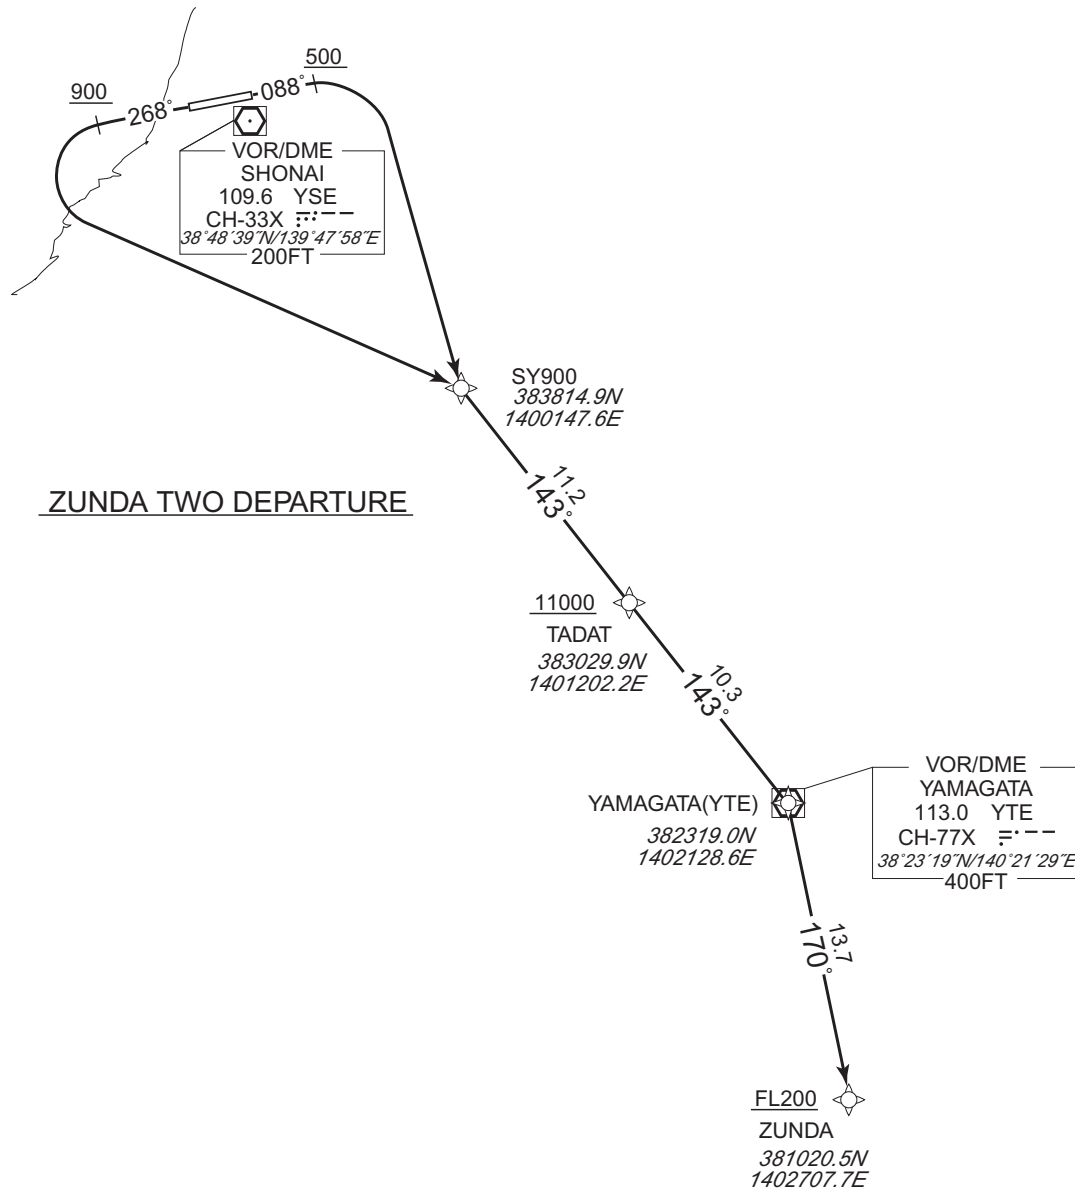 500
900
268°
088°
VOR/DME
SHONAI
109.6 YSE
CH-33X
38°48′39″N/139°47′58″E
200FT
SY900
383814.9N
1400147.6E
11.2
143°
ZUNDA TWO DEPARTURE
11000
TADAT
383029.9N
1401202.2E
10.3
143°
VOR/DME
YAMAGATA
113.0 YTE
CH-77X
38°23′19″N/140°21′29″E
400FT
YAMAGATA(YTE)
382319.0N
1402128.6E
13.7
170°
FL200
ZUNDA
381020.5N
1402707.7E